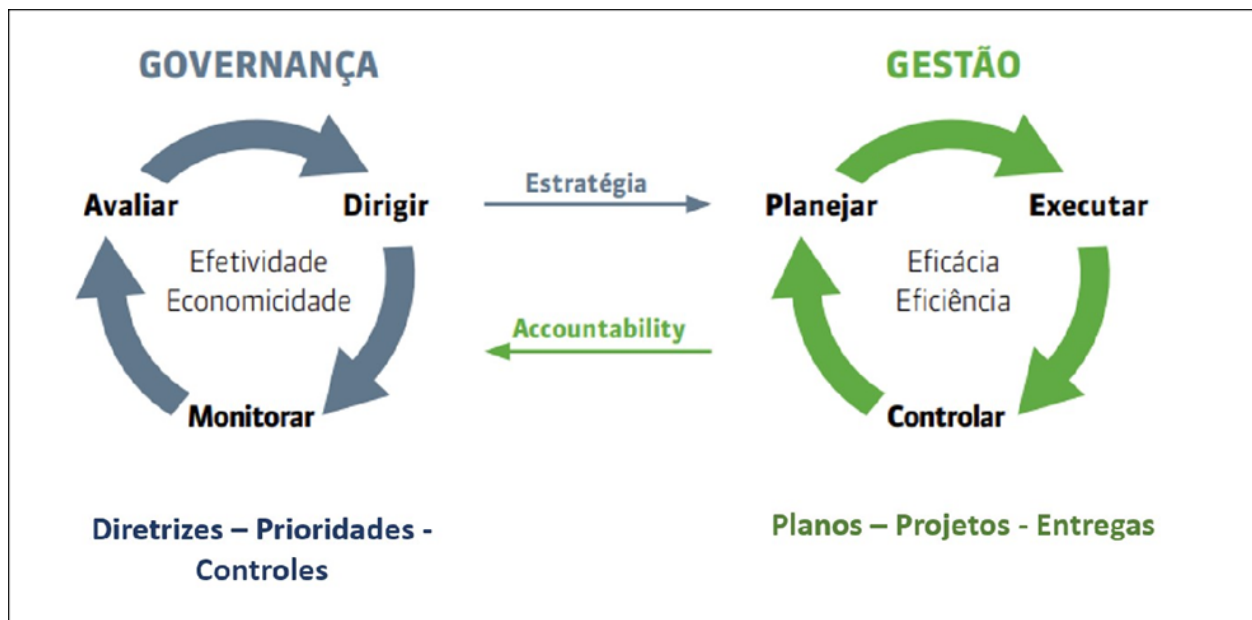 GOVERNANÇA
Avaliar
Dirigir
Efetividade
Economicidade
Monitorar
Estratégia
Accountability
GESTÃO
Planejar
Executar
Eficácia
Eficiência
Controlar
Diretrizes – Prioridades -
Controles
Planos – Projetos - Entregas